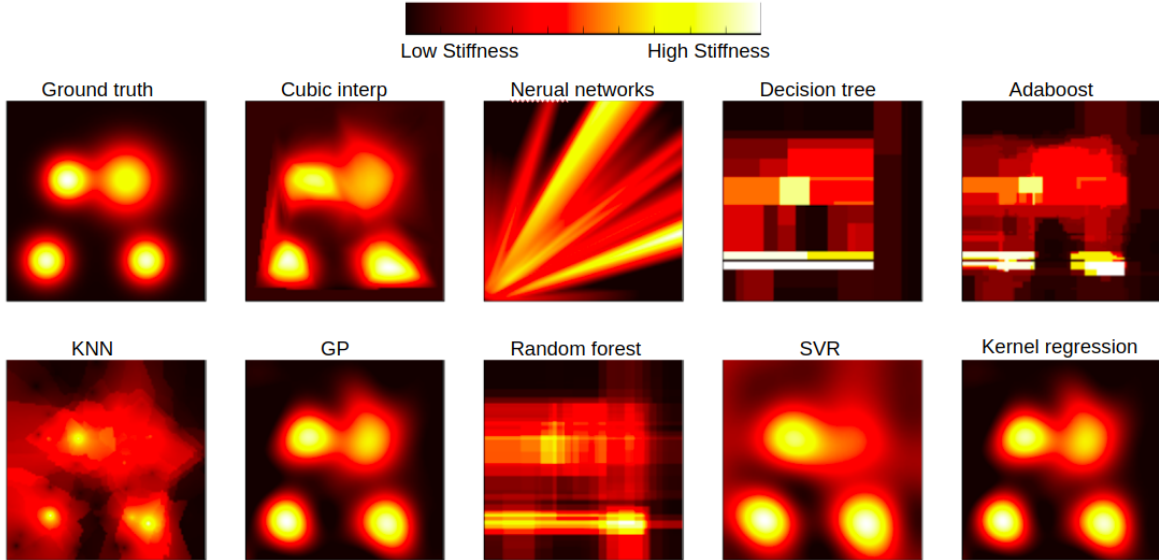 Low Stiffness High Stiffness
Ground truth Cubic interp Nerual networks Decision tree Adaboost
KNN GP Random forest SVR Kernel regression